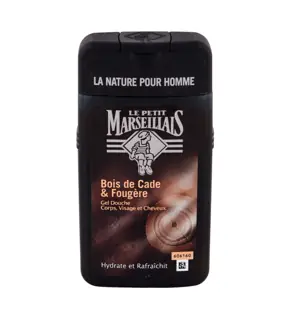 LA NATURE POUR HOMME
LE PETIT
MARSEILLAIS
Bois de Cade
& Fougère
Gel Douche
Corps, Visage et Cheveux
Hydrate et Rafraîchit